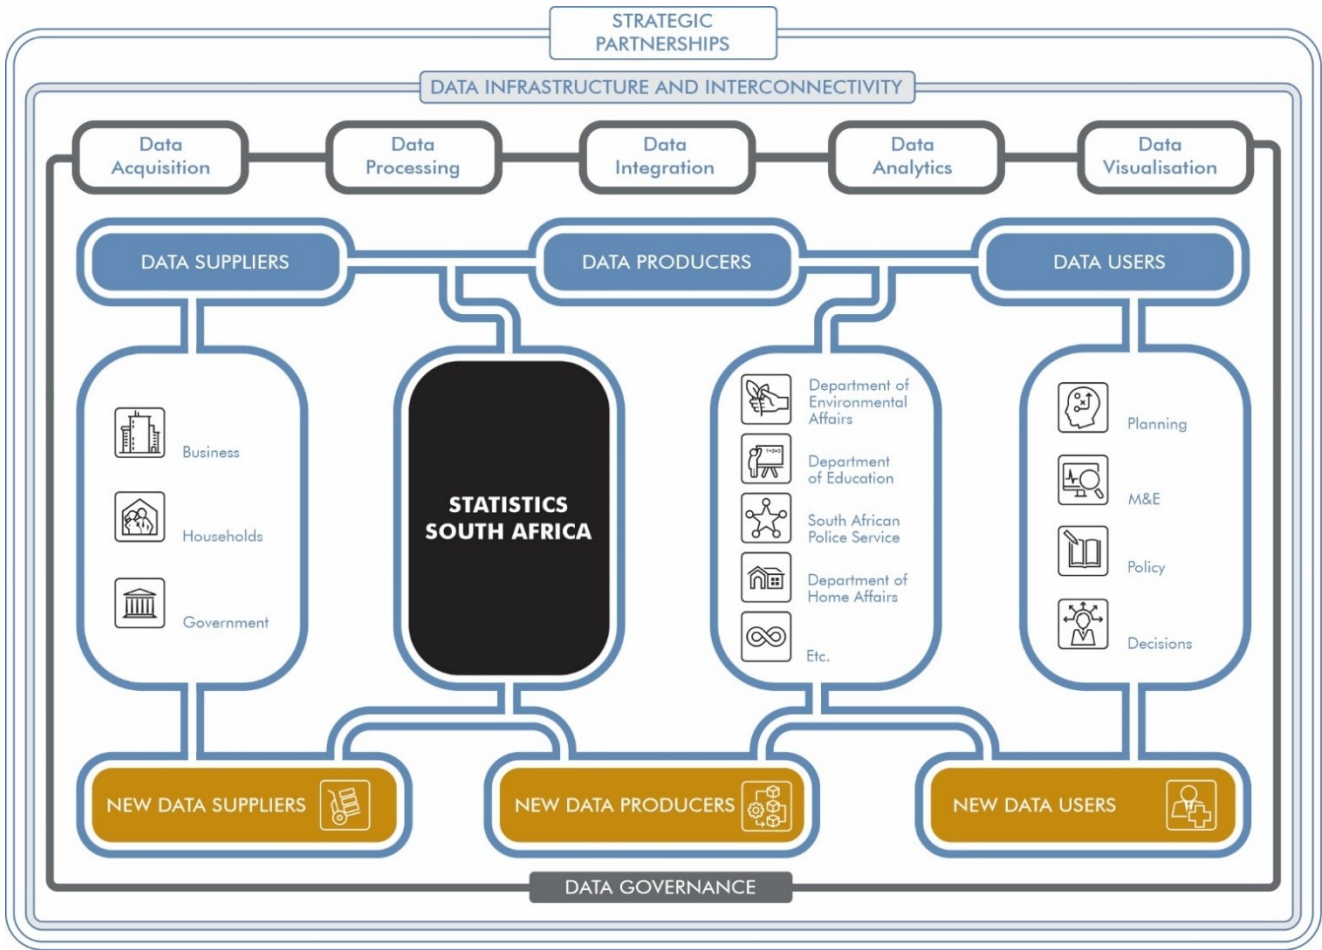 STRATEGIC
PARTNERSHIPS
DATA INFRASTRUCTURE AND INTERCONNECTIVITY
Data
Acquisition
Data
Processing
Data
Integration
Data
Analytics
Data
Visualisation
DATA SUPPLIERS
DATA PRODUCERS
DATA USERS
Business
Households
Government
STATISTICS
SOUTH AFRICA
Department of
Environmental
Affairs
1+2=3
Department
of Education
South African
Police Service
Department of
Home Affairs
Etc.
Planning
M&E
Policy
Decisions
NEW DATA SUPPLIERS
NEW DATA PRODUCERS
NEW DATA USERS
DATA GOVERNANCE